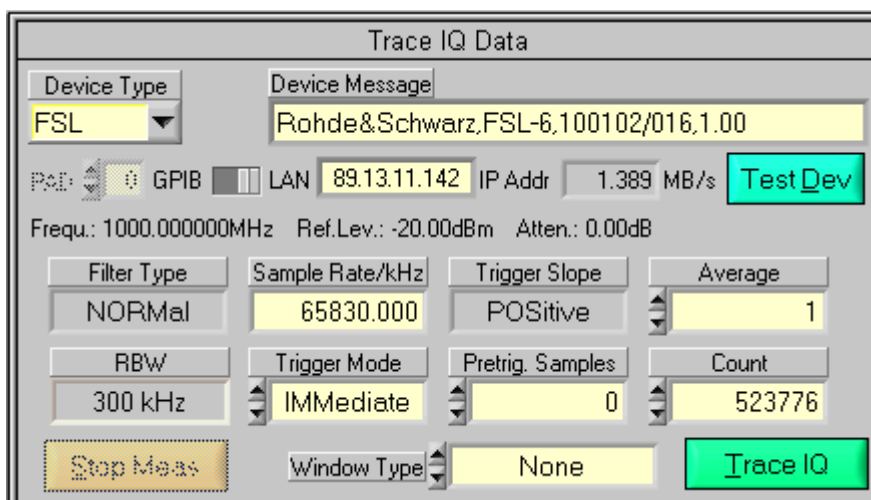 Trace IQ Data
Device Type Device Message
FSL Rohde&Schwarz,FSL-6,100102/016,1.00
PAD 0 GPIB LAN 89.13.11.142 IP Addr 1.389 MB/s Test Dev
Frequ.: 1000.000000MHz Ref.Lev.: -20.00dBm Atten.: 0.00dB
Filter Type Sample Rate/kHz Trigger Slope Average
NORMal 65830.000 POSitive 1
RBW Trigger Mode Pretrig. Samples Count
300 kHz IMMediate 0 523776
Stop Meas Window Type None Trace IQ